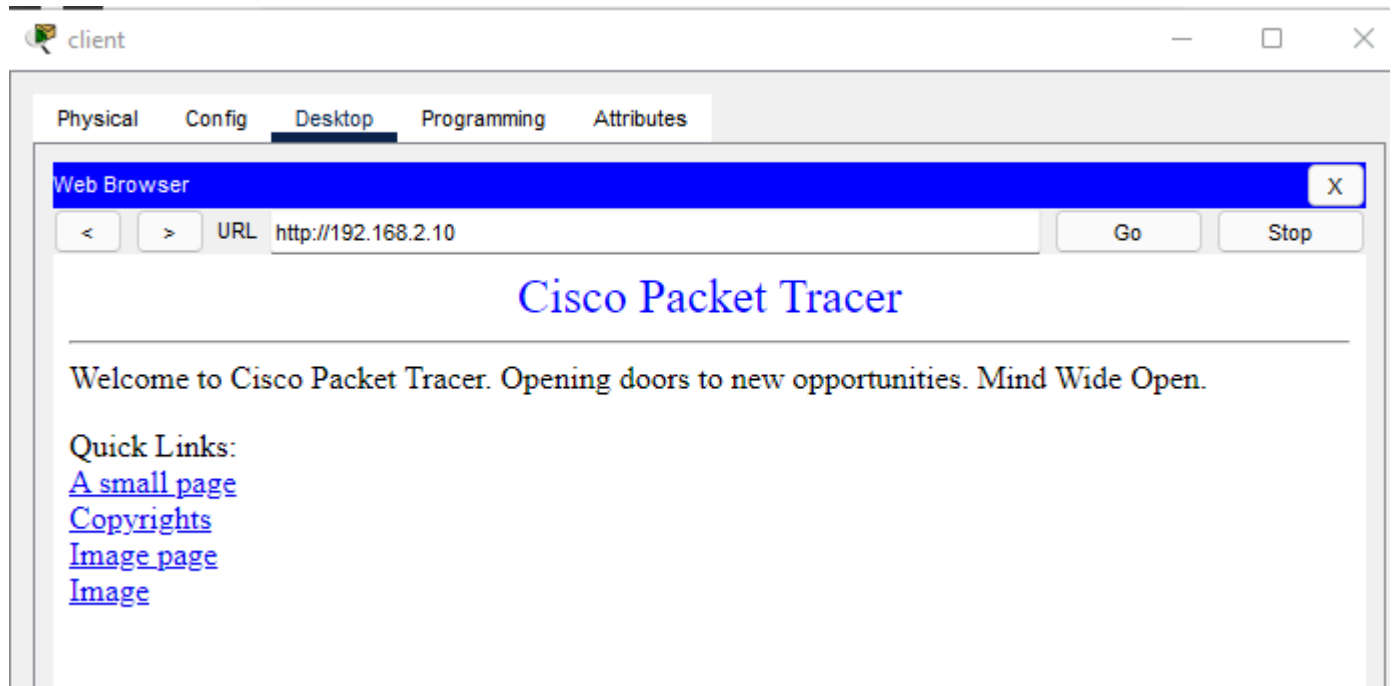 client
Physical Config Desktop Programming Attributes
Web Browser X
< > URL http://192.168.2.10 Go Stop
Cisco Packet Tracer
Welcome to Cisco Packet Tracer. Opening doors to new opportunities. Mind Wide Open.
Quick Links:
A small page
Copyrights
Image page
Image